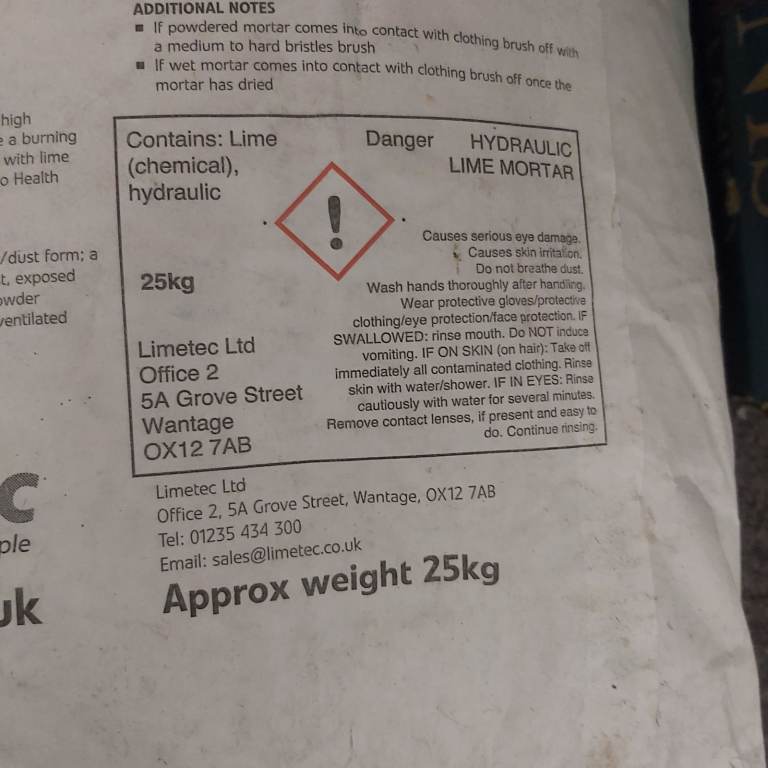 ADDITIONAL NOTES
▪ If powdered mortar comes into contact with clothing brush off with
a medium to hard bristles brush
▪ If wet mortar comes into contact with clothing brush off once the
mortar has dried
high
a burning
with lime
o Health
/dust form; a
t, exposed
owder
ventilated
Contains: Lime
(chemical),
hydraulic
Danger
HYDRAULIC
LIME MORTAR
!
25kg
Limetec Ltd
Office 2
5A Grove Street
Wantage
OX12 7AB
Causes serious eye damage.
Causes skin irritation.
Do not breathe dust.
Wash hands thoroughly after handling.
Wear protective gloves/protective
clothing/eye protection/face protection. IF
SWALLOWED: rinse mouth. Do NOT induce
vomiting. IF ON SKIN (on hair): Take off
immediately all contaminated clothing. Rinse
skin with water/shower. IF IN EYES: Rinse
cautiously with water for several minutes.
Remove contact lenses, if present and easy to
do. Continue rinsing.
c
ple
uk
Limetec Ltd
Office 2, 5A Grove Street, Wantage, OX12 7AB
Tel: 01235 434 300
Email: sales@limetec.co.uk
Approx weight 25kg